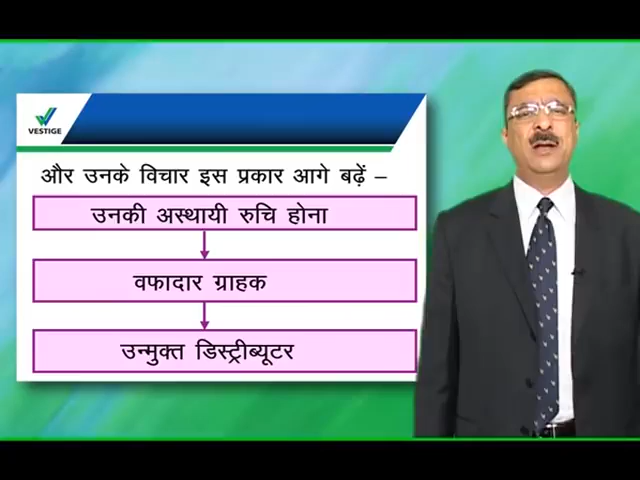 VESTIGE
और उनके विचार इस प्रकार आगे बढ़ें –
उनकी अस्थायी रुचि होना
वफादार ग्राहक
उन्मुक्त डिस्ट्रीब्यूटर